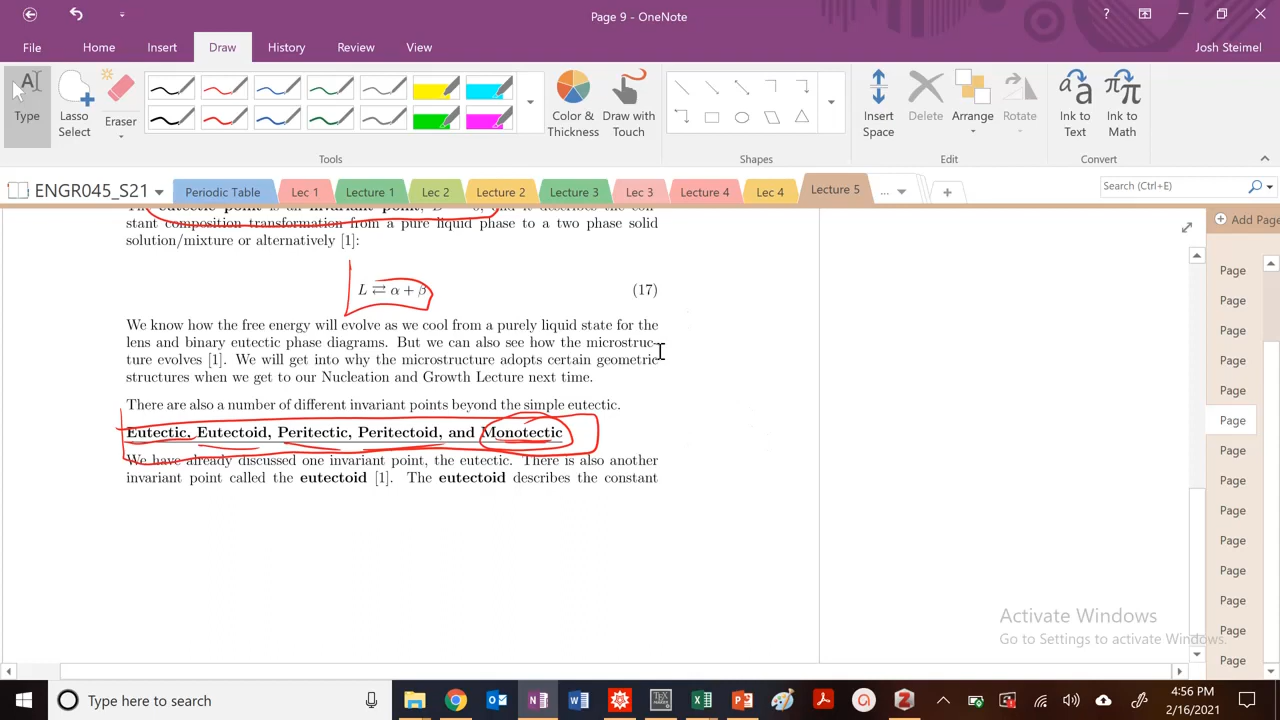 Page 9 - OneNote
?
Josh Steimel
File
Home
Insert
Draw
History
Review
View
Type
Lasso
Select
Eraser
Color &
Thickness
Draw with
Touch
Insert
Space
Delete
Arrange
Rotate
Ink to
Text
Ink to
Math
Tools
Shapes
Edit
Convert
ENGR045_S21
Periodic Table
Lec 1
Lecture 1
Lec 2
Lecture 2
Lecture 3
Lec 3
Lecture 4
Lec 4
Lecture 5
...
Search (Ctrl+E)
Add Page
stant composition transformation from a pure liquid phase to a two phase solid
solution/mixture or alternatively [1]:
L ⇄ α + β (17)
We know how the free energy will evolve as we cool from a purely liquid state for the
lens and binary eutectic phase diagrams. But we can also see how the microstruc-
ture evolves [1]. We will get into why the microstructure adopts certain geometric
structures when we get to our Nucleation and Growth Lecture next time.
There are also a number of different invariant points beyond the simple eutectic.
Eutectic, Eutectoid, Peritectic, Peritectoid, and Monotectic
We have already discussed one invariant point, the eutectic. There is also another
invariant point called the eutectoid [1]. The eutectoid describes the constant
Page
Page
Page
Page
Page
Page
Page
Page
Page
Page
Page
Page
Page
Page
Activate Windows
Go to Settings to activate Windows.
Type here to search
4:56 PM
2/16/2021